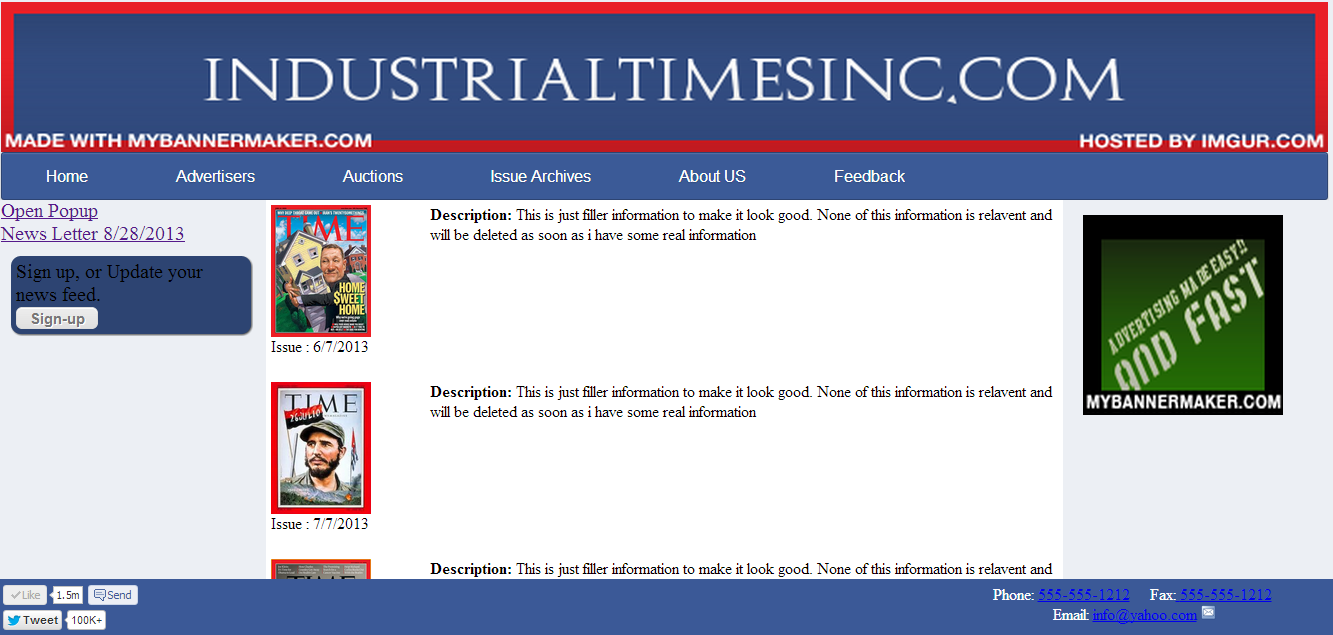 INDUSTRIALTIMESINC.COM
MADE WITH MYBANNERMAKER.COM
HOSTED BY IMGUR.COM
Home Advertisers Auctions Issue Archives About US Feedback
Open Popup
News Letter 8/28/2013
Sign up, or Update your
news feed.
Sign-up
TIME
HOME
SWEET
HOME
Issue : 6/7/2013
Description: This is just filler information to make it look good. None of this information is relavent and
will be deleted as soon as i have some real information
TIME
Issue : 7/7/2013
Description: This is just filler information to make it look good. None of this information is relavent and
will be deleted as soon as i have some real information
TIME
Description: This is just filler information to make it look good. None of this information is relavent and
ADVERTISING MADE EASY!!
AND FAST
MYBANNERMAKER.COM
Like 1.5m Send
Tweet 100K+
Phone: 555-555-1212 Fax: 555-555-1212
Email: info@yahoo.com